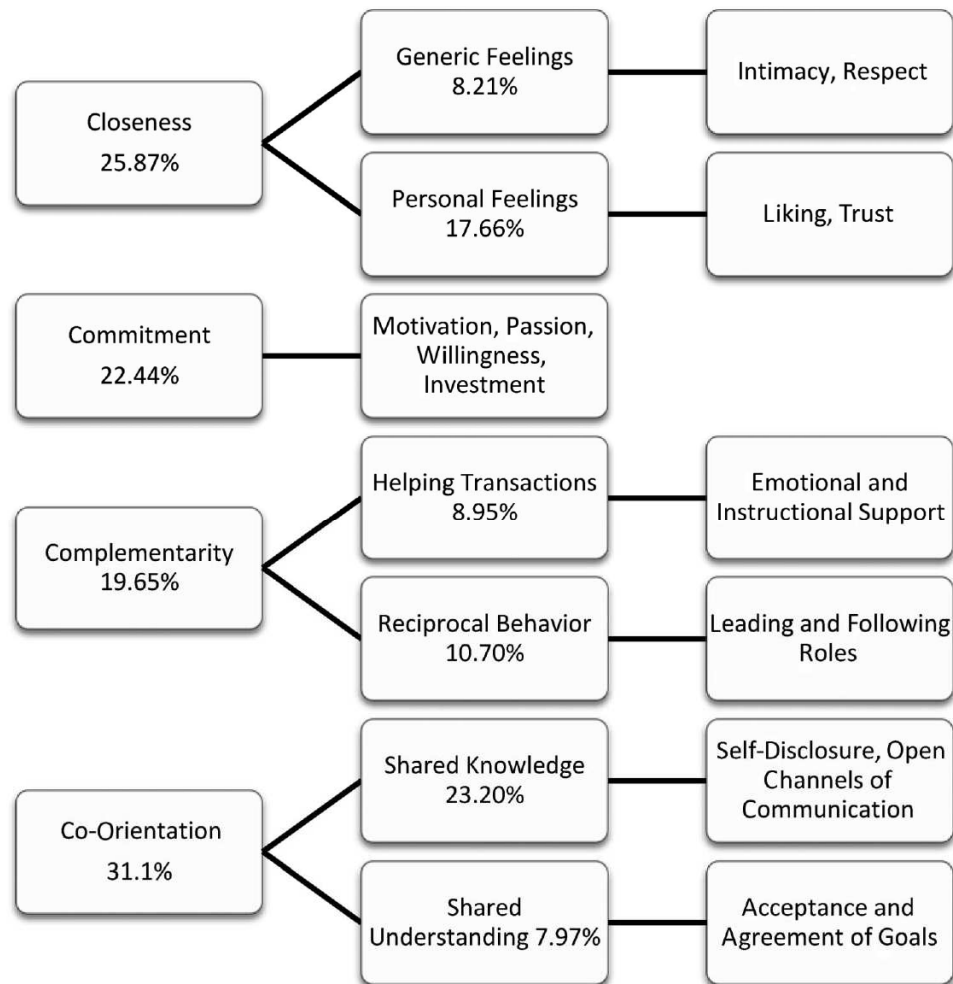 Closeness
25.87%
Generic Feelings
8.21%
Intimacy, Respect
Personal Feelings
17.66%
Liking, Trust
Commitment
22.44%
Motivation, Passion,
Willingness,
Investment
Complementarity
19.65%
Helping Transactions
8.95%
Emotional and
Instructional Support
Reciprocal Behavior
10.70%
Leading and Following
Roles
Co-Orientation
31.1%
Shared Knowledge
23.20%
Self-Disclosure, Open
Channels of
Communication
Shared
Understanding 7.97%
Acceptance and
Agreement of Goals